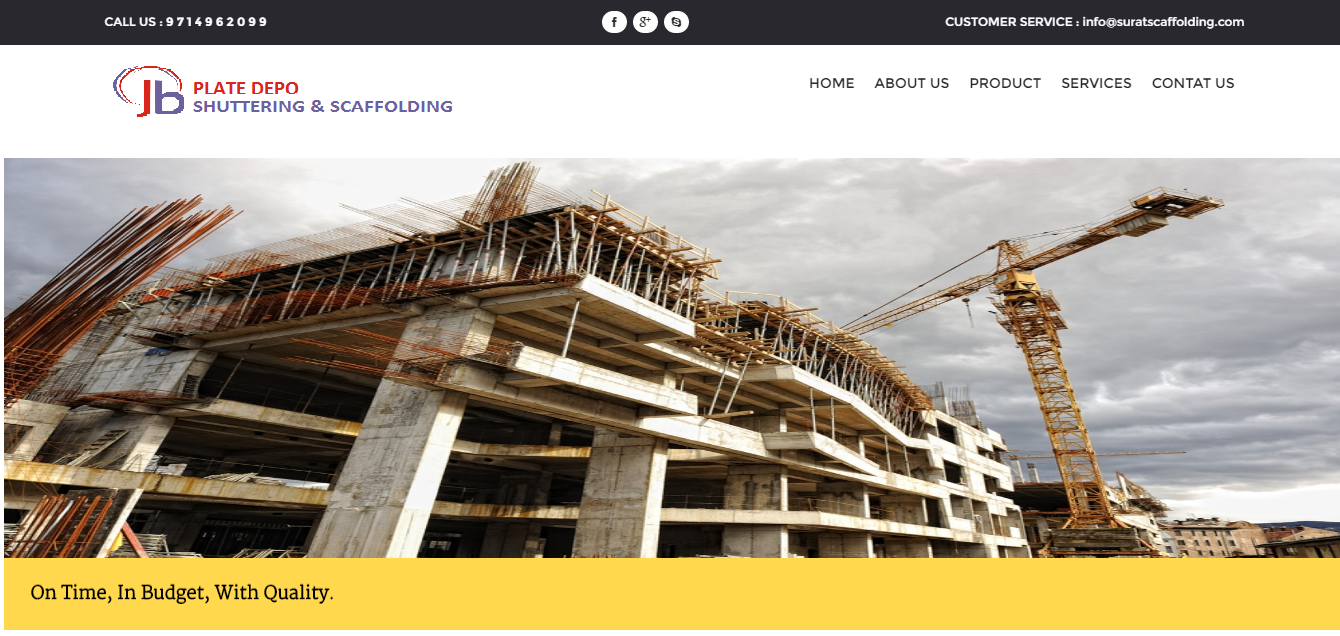 CALL US : 9 7 1 4 9 6 2 0 9 9
CUSTOMER SERVICE : info@suratscaffolding.com
Jb
PLATE DEPO
SHUTTERING & SCAFFOLDING
HOME ABOUT US PRODUCT SERVICES CONTAT US
On Time, In Budget, With Quality.